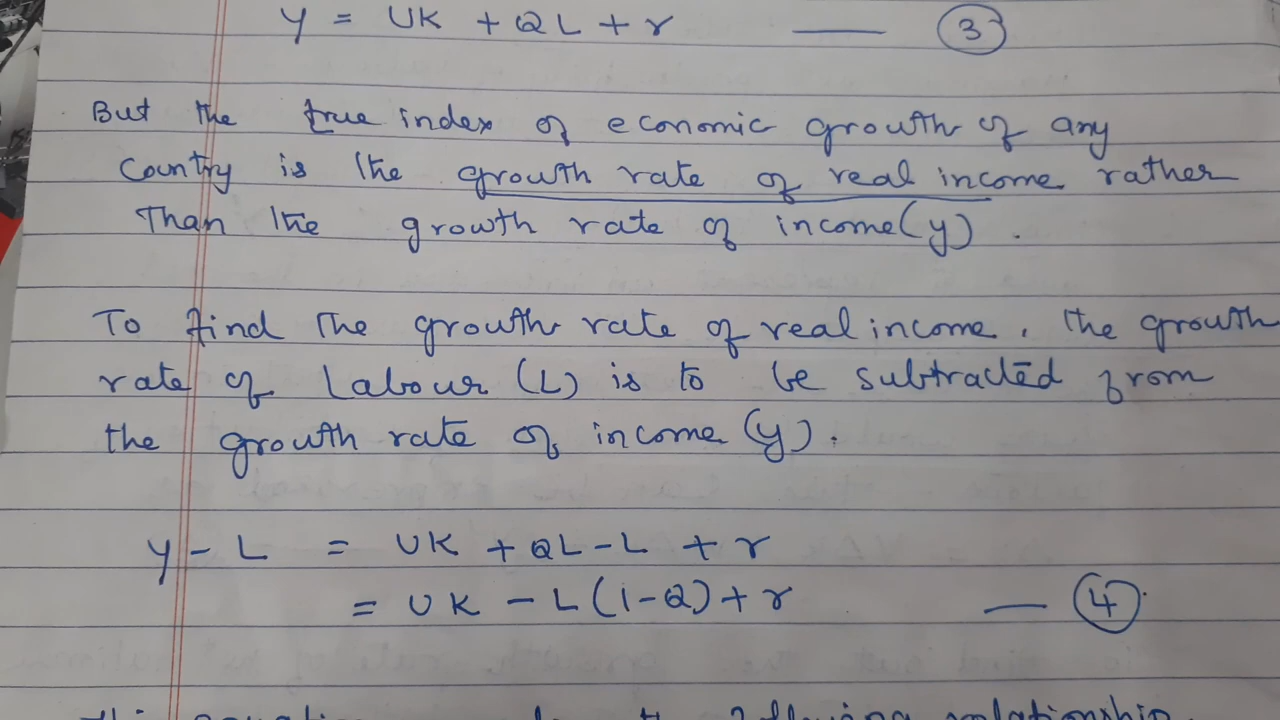 y = UK + QL + r —— (3)
But the true index of economic growth of any
Country is the growth rate of real income rather
Than the growth rate of income (y).
To find The growth rate of real income, the growth
rate of Labour (L) is to be subtracted from
the growth rate of income (y).
y - L = UK + QL - L + r
= UK - L (1-Q) + r — (4)
relationship